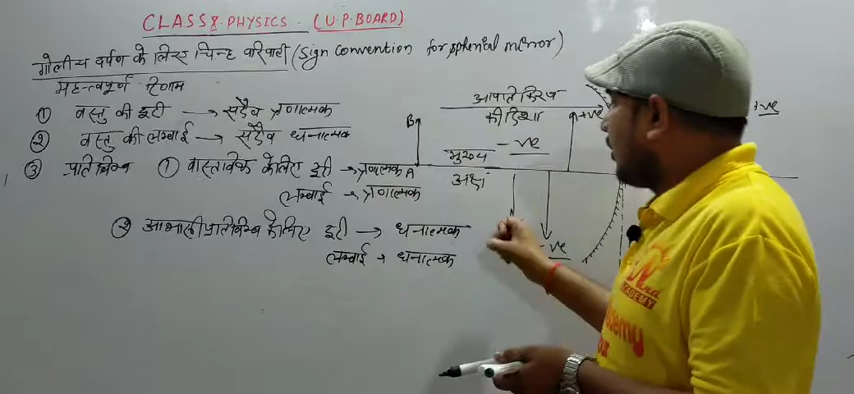 CLASS 8 PHYSICS - (U.P. BOARD)
गोलीय दर्पण के लिए चिन्ह परिपाटी (Sign convention for spherical mirror)
महत्वपूर्ण
① वस्तु की दूरी → सदैव ऋणात्मक
② वस्तु की लम्बाई → सदैव धनात्मक
③ प्रतिबिम्ब ① वास्तविक के लिए दूरी → ऋणात्मक
लम्बाई → ऋणात्मक
② आभासी प्रतिबिम्ब के लिए दूरी → धनात्मक
लम्बाई → धनात्मक
आपतित किरण
की दिशा
B
+ve
+ve
- ve
मुख्य
A
अक्ष
- ve
ACADEMY